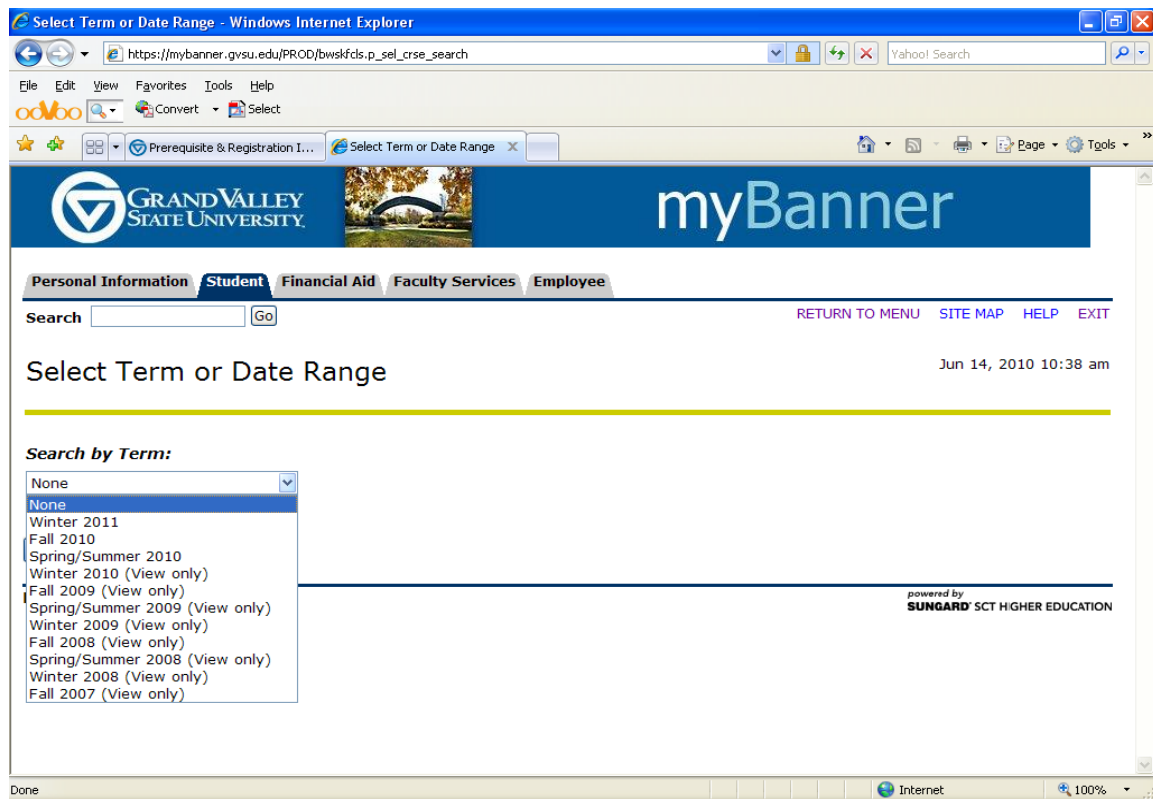 Select Term or Date Range - Windows Internet Explorer
https://mybanner.gvsu.edu/PROD/bwskfcls.p_sel_crse_search
Yahoo! Search
File Edit View Favorites Tools Help
ooVoo Convert Select
Prerequisite & Registration I... Select Term or Date Range X Page Tools »
GRAND VALLEY
STATE UNIVERSITY.
myBanner
Personal Information Student Financial Aid Faculty Services Employee
Search Go RETURN TO MENU SITE MAP HELP EXIT
Select Term or Date Range Jun 14, 2010 10:38 am
Search by Term:
None
None
Winter 2011
Fall 2010
Spring/Summer 2010
Winter 2010 (View only)
Fall 2009 (View only)
Spring/Summer 2009 (View only)
Winter 2009 (View only)
Fall 2008 (View only)
Spring/Summer 2008 (View only)
Winter 2008 (View only)
Fall 2007 (View only)
powered by
SUNGARD' SCT HIGHER EDUCATION
Done Internet 100%